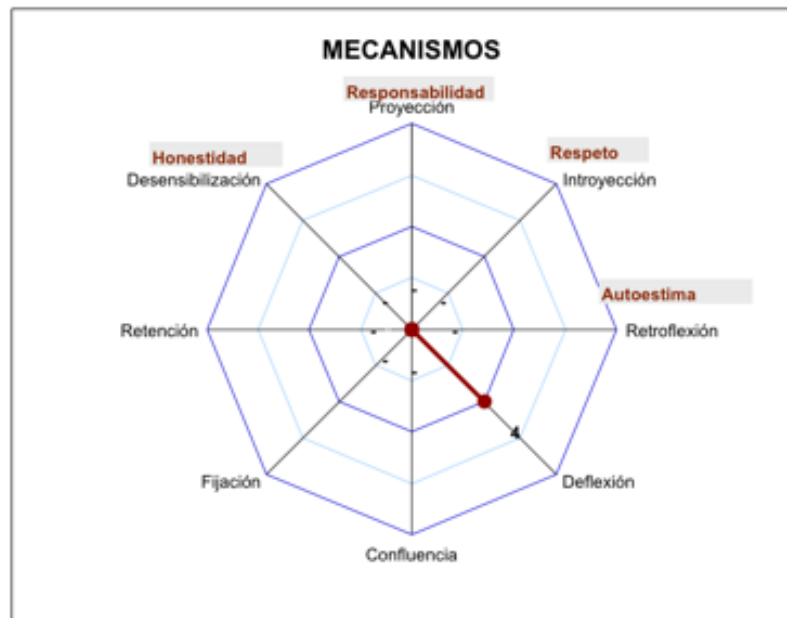 MECANISMOS
Responsabilidad
Proyección
Honestidad
Desensibilización
Respeto
Introyección
Autoestima
Retención
Retroflexión
-
-
-
-
-
-
-
4
Fijación
Deflexión
Confluencia